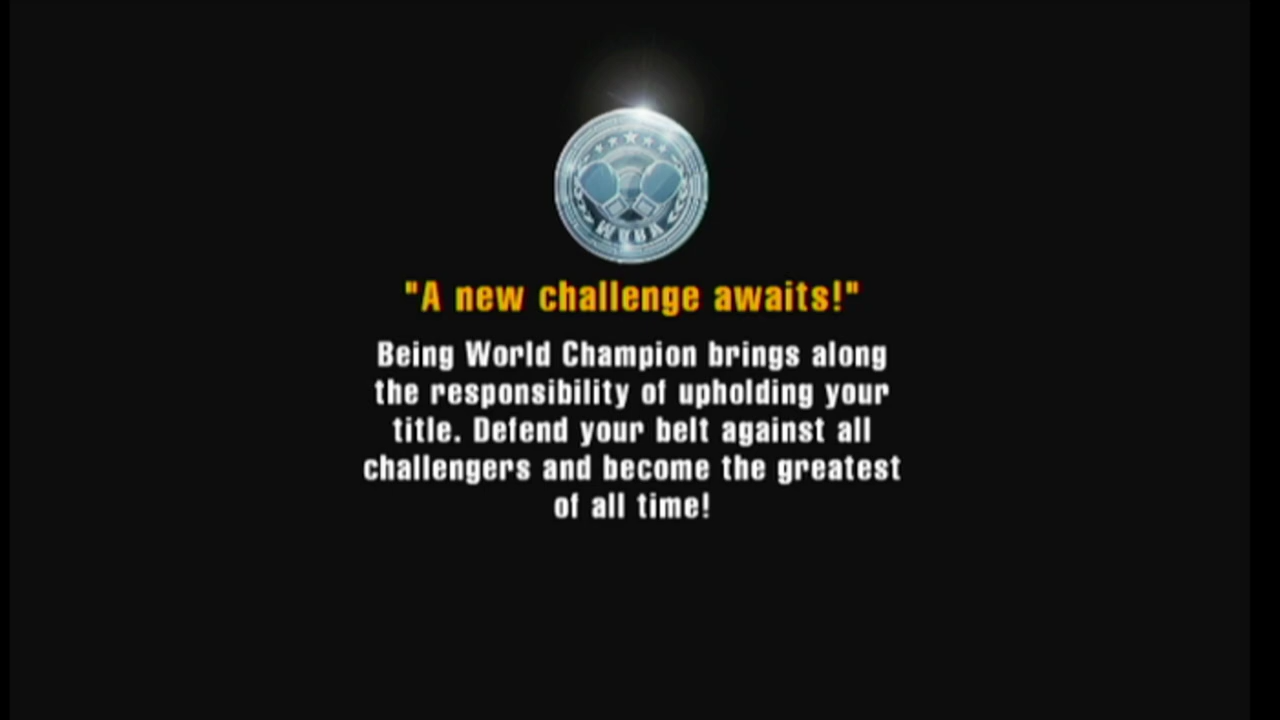 "A new challenge awaits!"
Being World Champion brings along
the responsibility of upholding your
title. Defend your belt against all
challengers and become the greatest
of all time!